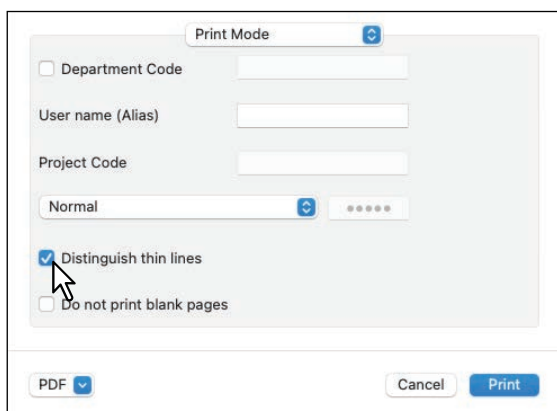 Print Mode
Department Code
User name (Alias)
Project Code
Normal
Distinguish thin lines
Do not print blank pages
PDF Cancel Print